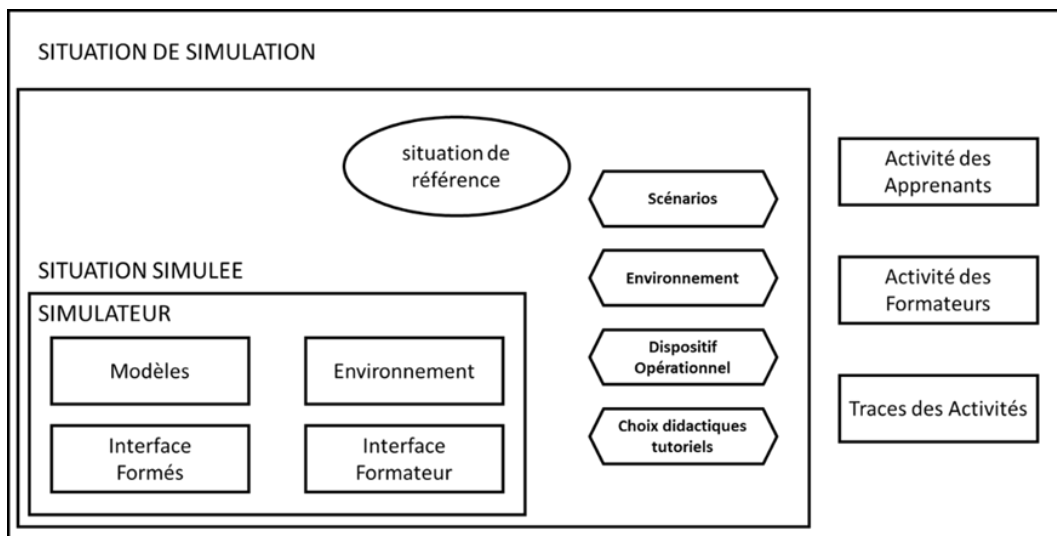 SITUATION DE SIMULATION
situation de
référence
Scénarios
Environnement
Dispositif
Opérationnel
Choix didactiques
tutoriels
SITUATION SIMULEE
SIMULATEUR
Modèles
Environnement
Interface
Formés
Interface
Formateur
Activité des
Apprenants
Activité des
Formateurs
Traces des Activités